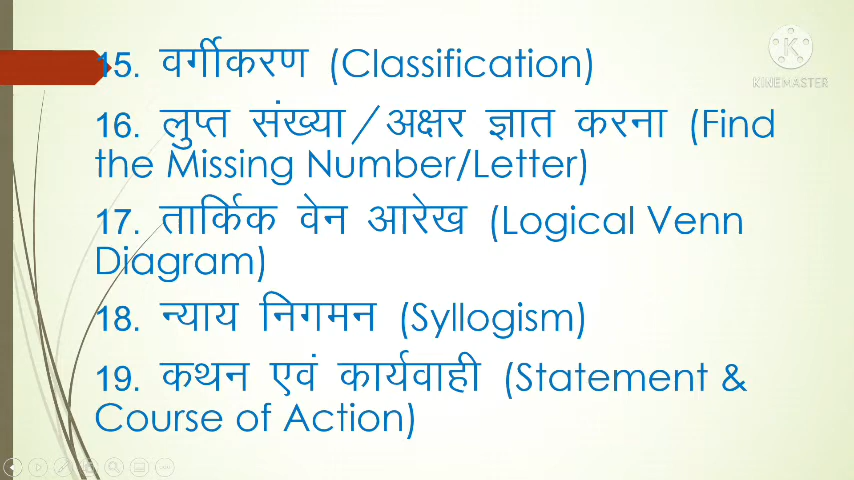 15. वर्गीकरण (Classification)
KINEMASTER
16. लुप्त संख्या/अक्षर ज्ञात करना (Find
the Missing Number/Letter)
17. तार्किक वेन आरेख (Logical Venn
Diagram)
18. न्याय निगमन (Syllogism)
19. कथन एवं कार्यवाही (Statement &
Course of Action)